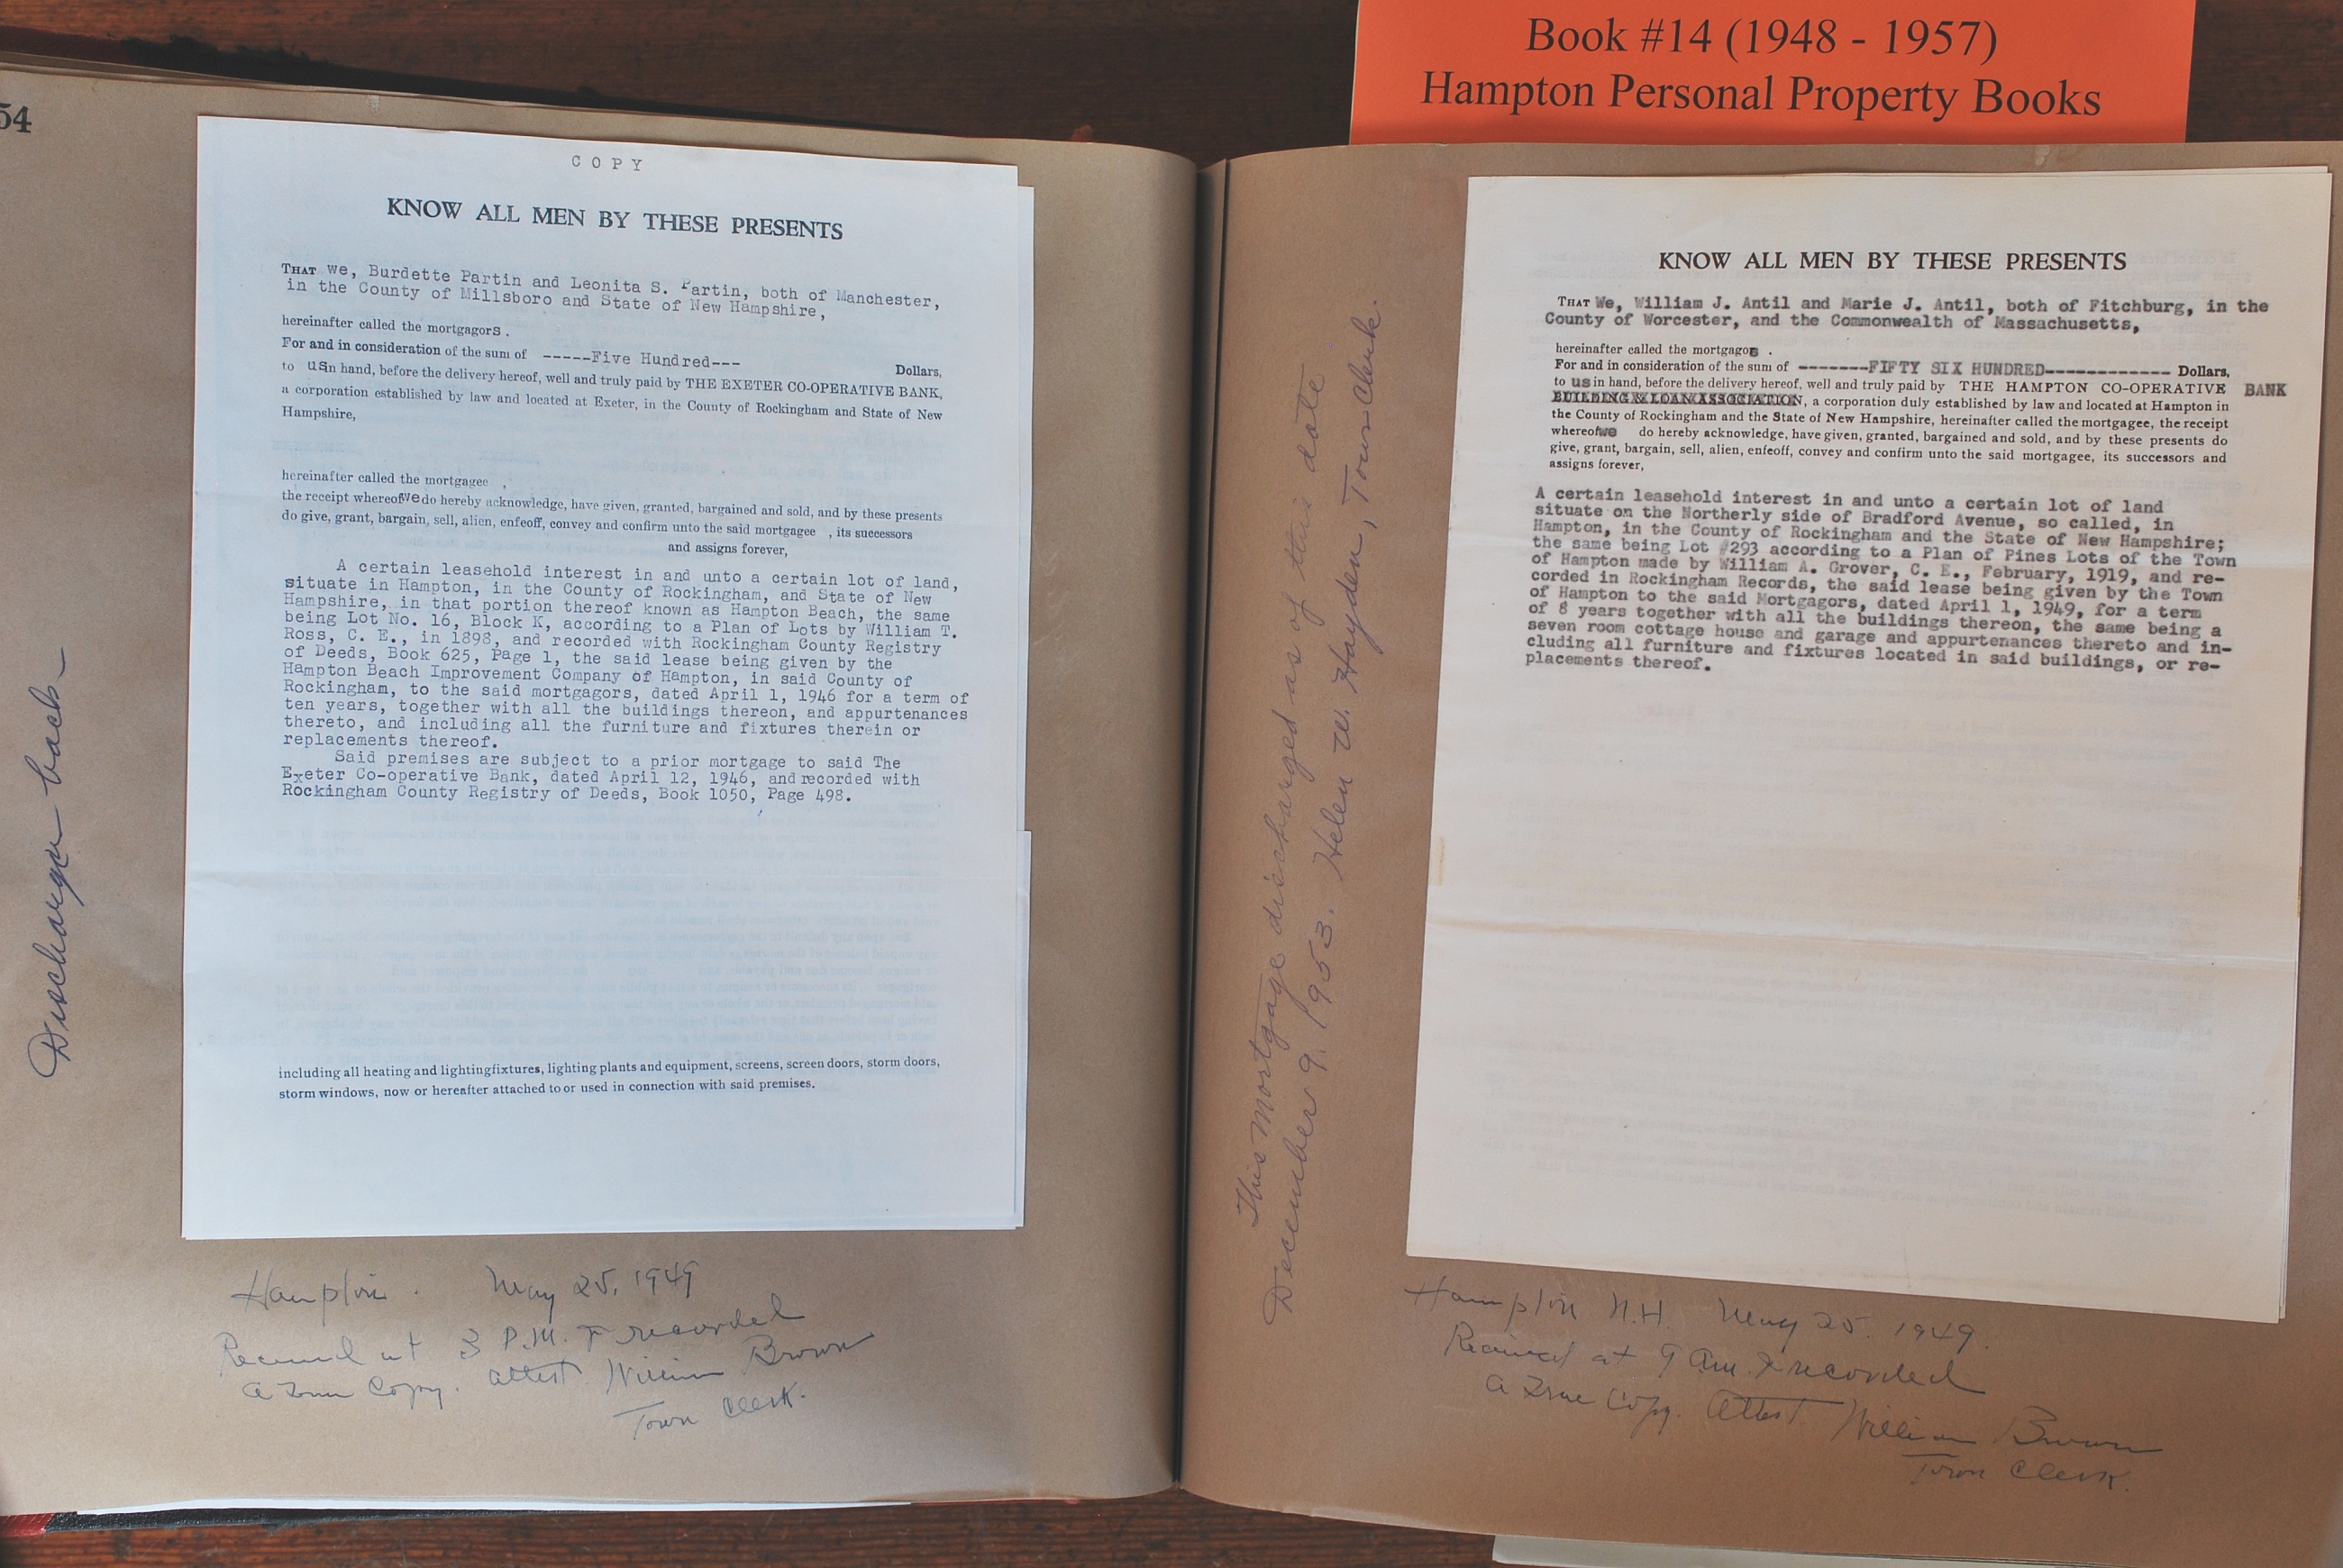 Book #14 (1948 - 1957)
Hampton Personal Property Books
54
Discharge back
COPY
KNOW ALL MEN BY THESE PRESENTS
THAT we, Burdette Partin and Leonita S. Partin, both of Manchester,
in the County of Millsboro and State of New Hampshire,
hereinafter called the mortgagors .
For and in consideration of the sum of -----Five Hundred--- Dollars,
to us in hand, before the delivery hereof, well and truly paid by THE EXETER CO-OPERATIVE BANK,
a corporation established by law and located at Exeter, in the County of Rockingham and State of New
Hampshire,
hereinafter called the mortgagee ,
the receipt whereof we do hereby acknowledge, have given, granted, bargained and sold, and by these presents
do give, grant, bargain, sell, alien, enfeoff, convey and confirm unto the said mortgagee , its successors
and assigns forever,
A certain leasehold interest in and unto a certain lot of land,
situate in Hampton, in the County of Rockingham, and State of New
Hampshire, in that portion thereof known as Hampton Beach, the same
being Lot No. 16, Block K, according to a Plan of Lots by William T.
Ross, C. E., in 1898, and recorded with Rockingham County Registry
of Deeds, Book 625, Page 1, the said lease being given by the
Hampton Beach Improvement Company of Hampton, in said County of
Rockingham, to the said mortgagors, dated April 1, 1946 for a term of
ten years, together with all the buildings thereon, and appurtenances
thereto, and including all the furniture and fixtures therein or
replacements thereof.
Said premises are subject to a prior mortgage to said The
Exeter Co-operative Bank, dated April 12, 1946, and recorded with
Rockingham County Registry of Deeds, Book 1050, Page 498.
including all heating and lighting fixtures, lighting plants and equipment, screens, screen doors, storm doors,
storm windows, now or hereafter attached to or used in connection with said premises.
Hampton. May 25, 1949
Received at 3 P.M. & recorded
A True Copy. Attest William Brown
Town Clerk.
This Mortgage discharged as of this date
December 9, 1953. Helen W. Hayden, Town Clerk.
KNOW ALL MEN BY THESE PRESENTS
THAT We, William J. Antil and Marie J. Antil, both of Fitchburg, in the
County of Worcester, and the Commonwealth of Massachusetts,
hereinafter called the mortgagors .
For and in consideration of the sum of -------FIFTY SIX HUNDRED------------ Dollars,
to us in hand, before the delivery hereof, well and truly paid by THE HAMPTON CO-OPERATIVE BANK
BUILDING & LOAN ASSOCIATION, a corporation duly established by law and located at Hampton in
the County of Rockingham and the State of New Hampshire, hereinafter called the mortgagee, the receipt
whereof we do hereby acknowledge, have given, granted, bargained and sold, and by these presents do
give, grant, bargain, sell, alien, enfeoff, convey and confirm unto the said mortgagee, its successors and
assigns forever,
A certain leasehold interest in and unto a certain lot of land
situate on the Northerly side of Bradford Avenue, so called, in
Hampton, in the County of Rockingham and the State of New Hampshire;
the same being Lot #293 according to a Plan of Pines Lots of the Town
of Hampton made by William A. Grover, C. E., February, 1919, and re-
corded in Rockingham Records, the said lease being given by the Town
of Hampton to the said Mortgagors, dated April 1, 1949, for a term
of 8 years together with all the buildings thereon, the same being a
seven room cottage house and garage and appurtenances thereto and in-
cluding all furniture and fixtures located in said buildings, or re-
placements thereof.
Hampton N.H. May 25. 1949.
Received at 9 AM. & recorded
A True Copy. Attest William Brown
Town Clerk.